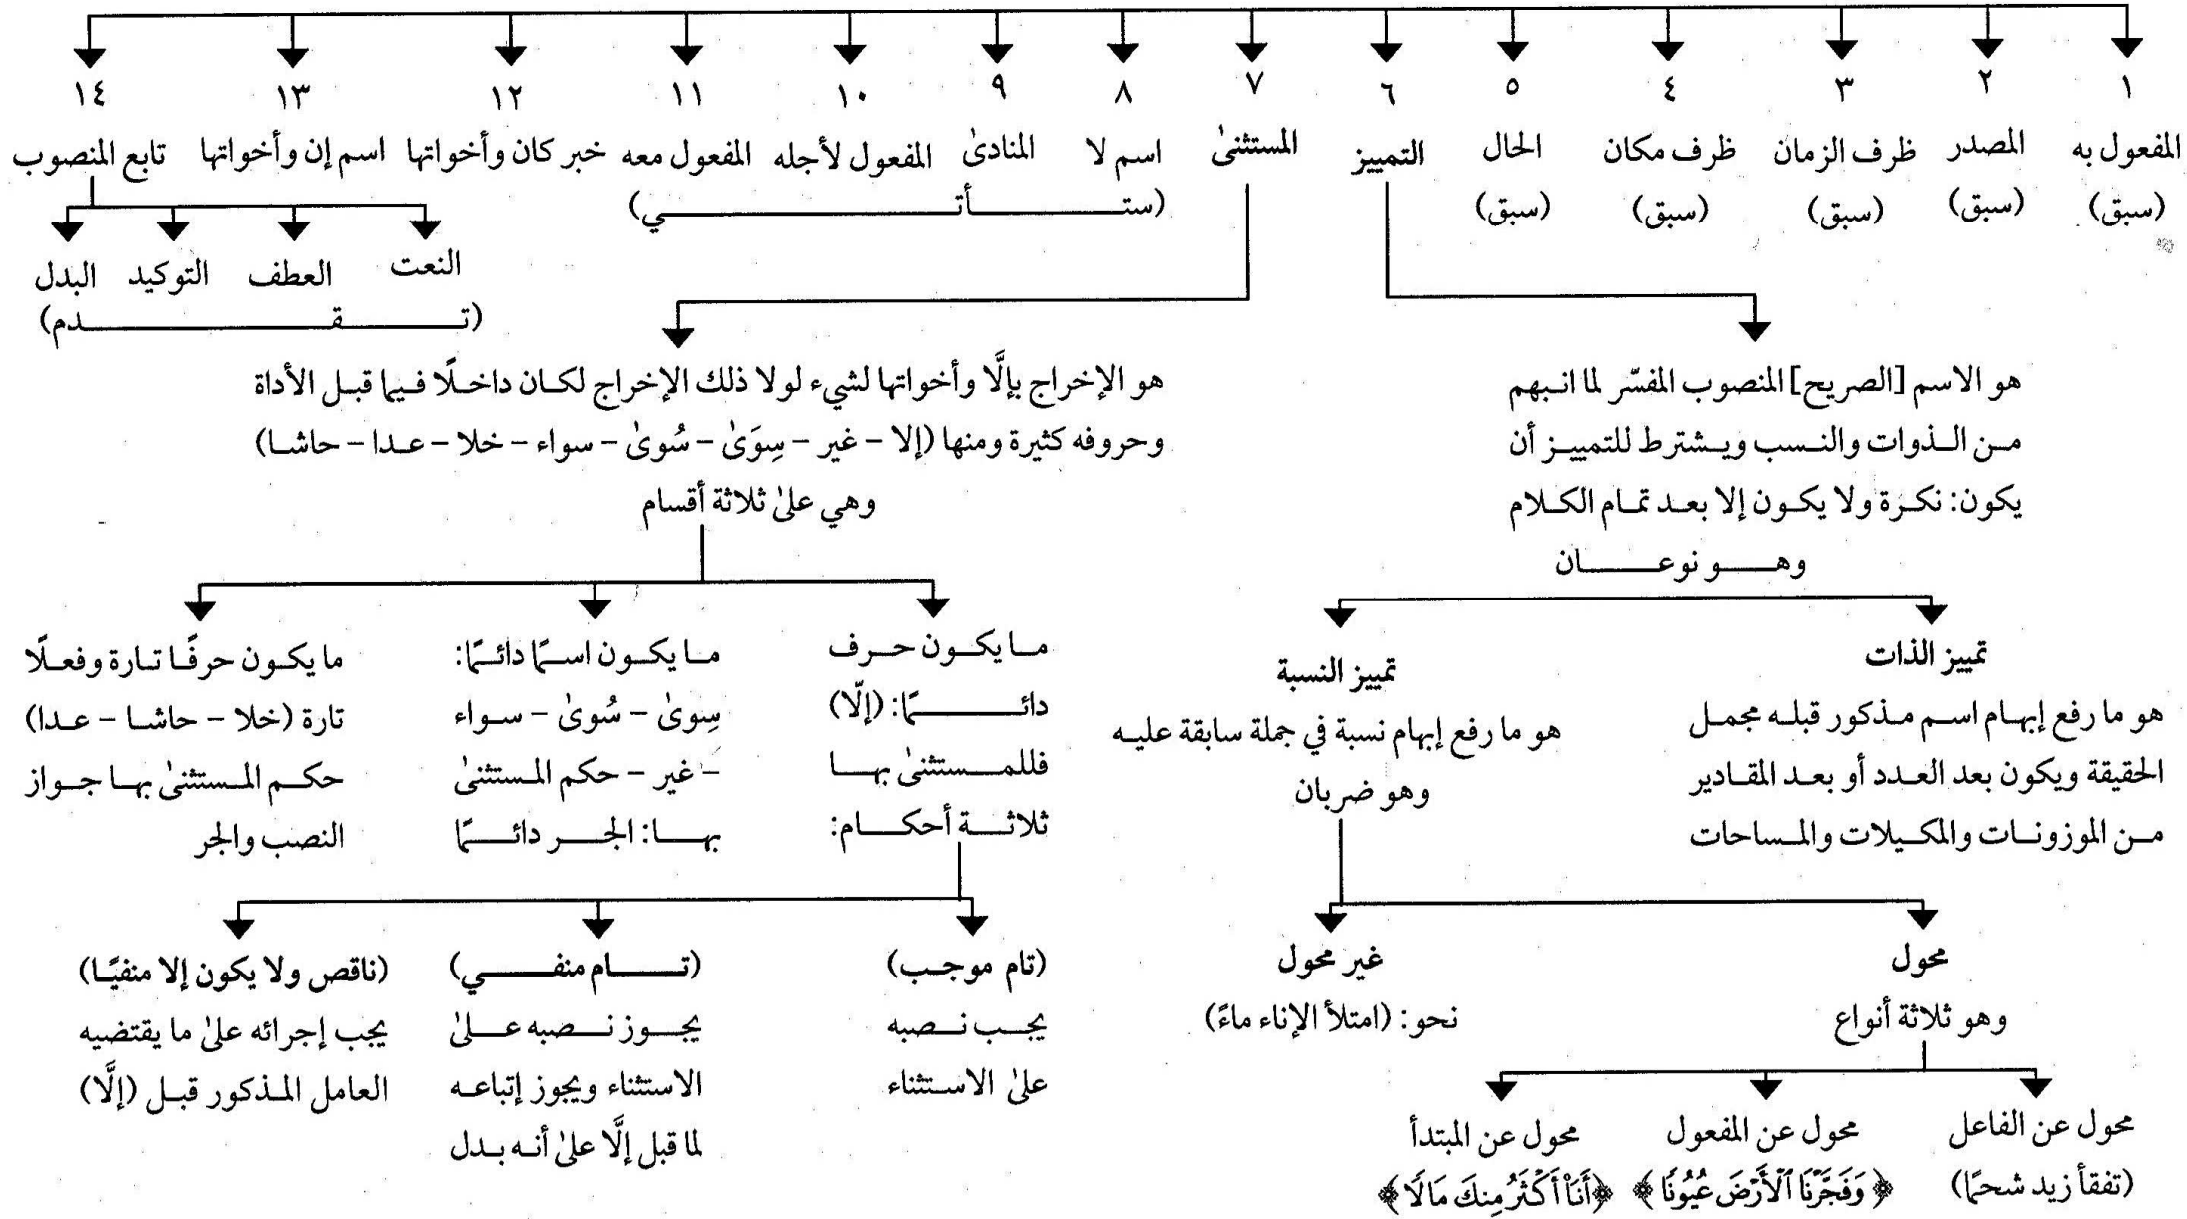 ١ ٢ ٣ ٤ ٥ ٦ ٧ ٨ ٩ ١٠ ١١ ١٢ ١٣ ١٤
المفعول به المصدر ظرف الزمان ظرف مكان الحال التمييز المستثنىٰ اسم لا المنادىٰ المفعول لأجله المفعول معه خبر كان وأخواتها اسم إن وأخواتها تابع المنصوب
(سبق) (سبق) (سبق) (سبق) (سبق) (ستـــأتـــي)
النعت العطف التوكيد البدل
(تـــقـــدم)
هو الاسم [الصريح] المنصوب المفسّر لما انبهم
من الذوات والنسب ويشترط للتمييز أن
يكون: نكرة ولا يكون إلا بعد تمام الكلام
وهـــو نوعـــان
تمييز الذات
هو ما رفع إبهام اسم مذكور قبله مجمل
الحقيقة ويكون بعد العدد أو بعد المقادير
من الموزونات والمكيلات والمساحات
تمييز النسبة
هو ما رفع إبهام نسبة في جملة سابقة عليه
وهو ضربان
محول
وهو ثلاثة أنواع
غير محول
نحو: (امتلأ الإناء ماءً)
محول عن الفاعل
(تفقأ زيد شحمًا)
محول عن المفعول
﴿وَفَجَّرْنَا ٱلْأَرْضَ عُيُونًا﴾
محول عن المبتدأ
﴿أَنَا۠ أَكْثَرُ مِنكَ مَالًا﴾
هو الإخراج بإلَّا وأخواتها لشيء لولا ذلك الإخراج لكان داخلًا فيما قبل الأداة
وحروفه كثيرة ومنها (إلا – غير – سِوَىٰ – سُوىٰ – سواء – خلا – عدا – حاشا)
وهي علىٰ ثلاثة أقسام
ما يكون حرف
دائـــمًا: (إلّا)
فللمستثنىٰ بها
ثلاثة أحكام:
ما يكون اسمًا دائمًا:
سِوىٰ – سُوىٰ – سواء
– غير – حكم المستثنىٰ
بها: الجر دائمًا
ما يكون حرفًا تارة وفعلًا
تارة (خلا – حاشا – عدا)
حكم المستثنىٰ بها جواز
النصب والجر
(تام موجب)
يجب نصبه
علىٰ الاستثناء
(تـــام منفـــي)
يجوز نصبه علىٰ
الاستثناء ويجوز إتباعه
لما قبل إلَّا علىٰ أنه بدل
(ناقص ولا يكون إلا منفيًا)
يجب إجرائه علىٰ ما يقتضيه
العامل المذكور قبل (إلَّا)